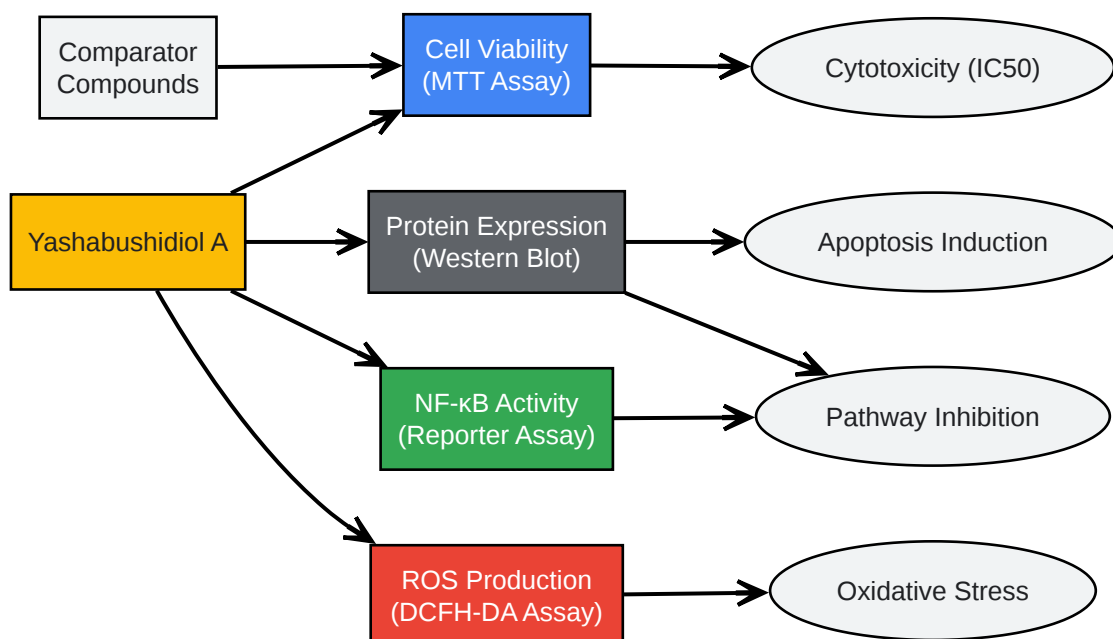 Comparator
Compounds
Cell Viability
(MTT Assay)
Cytotoxicity (IC50)
Yashabushidiol A
Protein Expression
(Western Blot)
Apoptosis Induction
NF-κB Activity
(Reporter Assay)
Pathway Inhibition
ROS Production
(DCFH-DA Assay)
Oxidative Stress